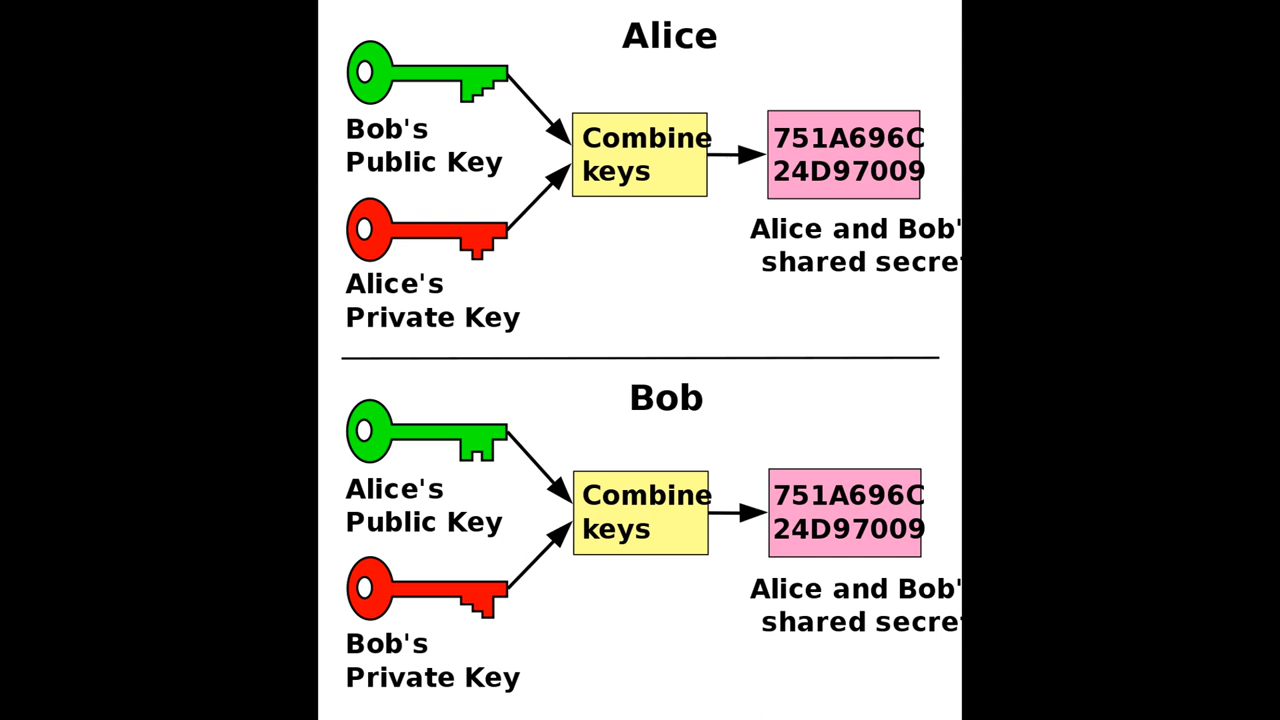 Alice
Bob's
Public Key
Combine
keys
751A696C
24D97009
Alice and Bob'
shared secre
Alice's
Private Key
Bob
Alice's
Public Key
Combine
keys
751A696C
24D97009
Alice and Bob'
shared secre
Bob's
Private Key